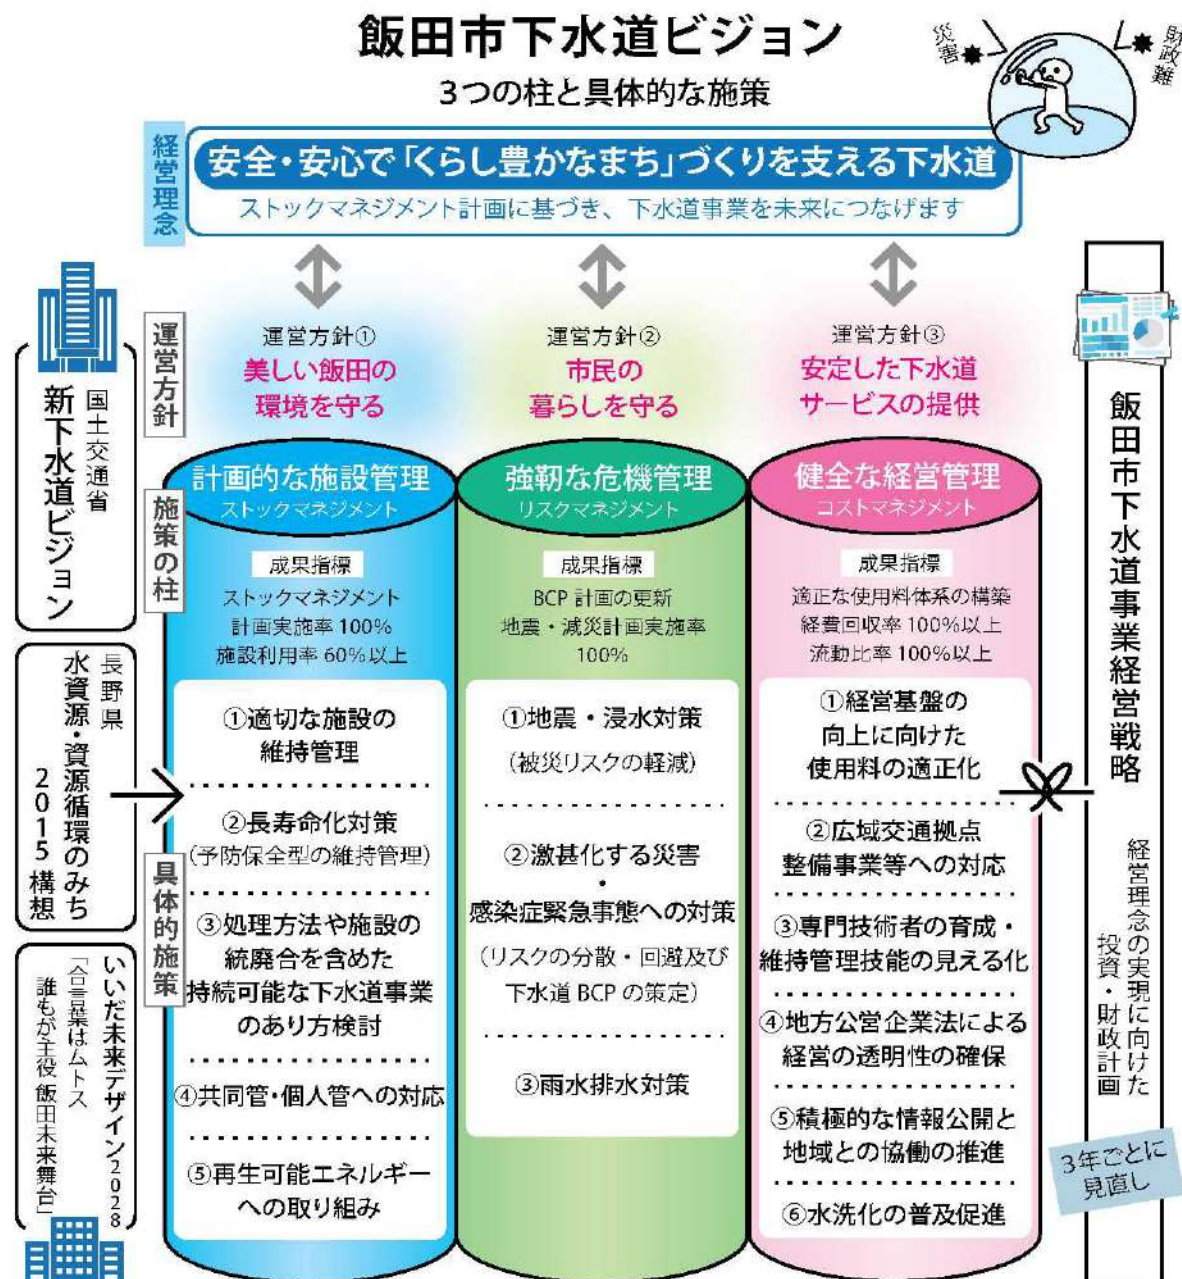 飯田市下水道ビジョン
3つの柱と具体的な施策
災害
財政難
経営理念
安全・安心で「くらし豊かなまち」づくりを支える下水道
ストックマネジメント計画に基づき、下水道事業を未来につなげます
国土交通省
新下水道ビジョン
長野県
水資源・資源循環のみち
2015構想
いいだ未来デザイン2028
「合言葉はムトス
誰もが主役 飯田未来舞台」
運営方針
運営方針①
美しい飯田の
環境を守る
運営方針②
市民の
暮らしを守る
運営方針③
安定した下水道
サービスの提供
施策の柱
計画的な施設管理
ストックマネジメント
成果指標
ストックマネジメント
計画実施率100%
施設利用率60%以上
強靭な危機管理
リスクマネジメント
成果指標
BCP計画の更新
地震・減災計画実施率
100%
健全な経営管理
コストマネジメント
成果指標
適正な使用料体系の構築
経費回収率100%以上
流動比率100%以上
具体的施策
①適切な施設の
維持管理
②長寿命化対策
(予防保全型の維持管理)
③処理方法や施設の
統廃合を含めた
持続可能な下水道事業
のあり方検討
④共同管・個人管への対応
⑤再生可能エネルギー
への取り組み
①地震・浸水対策
(被災リスクの軽減)
②激甚化する災害
・
感染症緊急事態への対策
(リスクの分散・回避及び
下水道BCPの策定)
③雨水排水対策
①経営基盤の
向上に向けた
使用料の適正化
②広域交通拠点
整備事業等への対応
③専門技術者の育成・
維持管理技能の見える化
④地方公営企業法による
経営の透明性の確保
⑤積極的な情報公開と
地域との協働の推進
⑥水洗化の普及促進
飯田市下水道事業経営戦略
経営理念の実現に向けた
投資・財政計画
3年ごとに
見直し